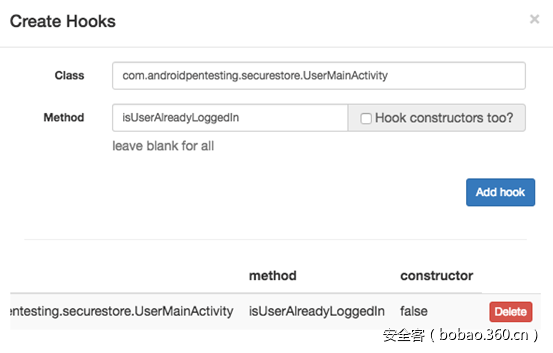 Create Hooks
×
Class com.androidpentesting.securestore.UserMainActivity
Method isUserAlreadyLoggedIn Hook constructors too?
leave blank for all
Add hook
method constructor
entesting.securestore.UserMainActivity isUserAlreadyLoggedIn false Delete
安全客（bobao.360.cn）